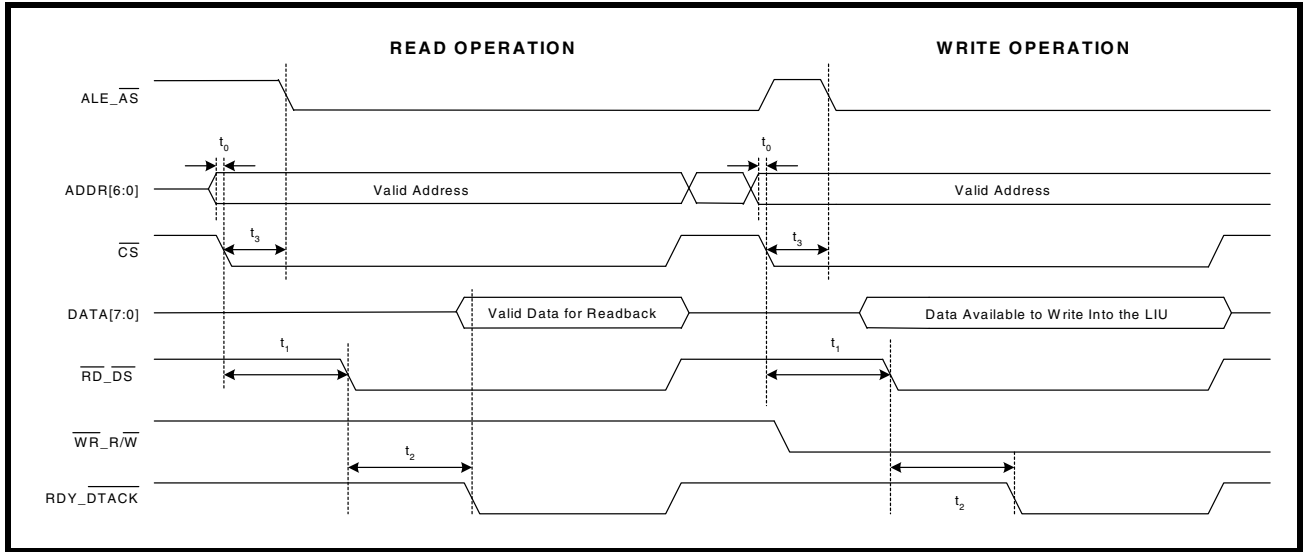 READ OPERATION WRITE OPERATION
ALE_AS
t0 t0
ADDR[6:0] Valid Address Valid Address
t3 t3
CS
DATA[7:0] Valid Data for Readback Data Available to Write Into the LIU
t1 t1
RD_DS
WR_R/W
t2
RDY_DTACK t2